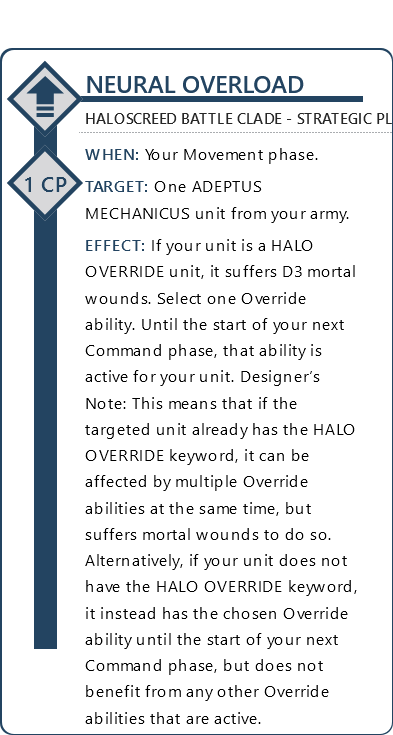 NEURAL OVERLOAD
HALOSCREED BATTLE CLADE - STRATEGIC PL
WHEN: Your Movement phase.
1 CP
TARGET: One ADEPTUS
MECHANICUS unit from your army.
EFFECT: If your unit is a HALO
OVERRIDE unit, it suffers D3 mortal
wounds. Select one Override
ability. Until the start of your next
Command phase, that ability is
active for your unit. Designer's
Note: This means that if the
targeted unit already has the HALO
OVERRIDE keyword, it can be
affected by multiple Override
abilities at the same time, but
suffers mortal wounds to do so.
Alternatively, if your unit does not
have the HALO OVERRIDE keyword,
it instead has the chosen Override
ability until the start of your next
Command phase, but does not
benefit from any other Override
abilities that are active.